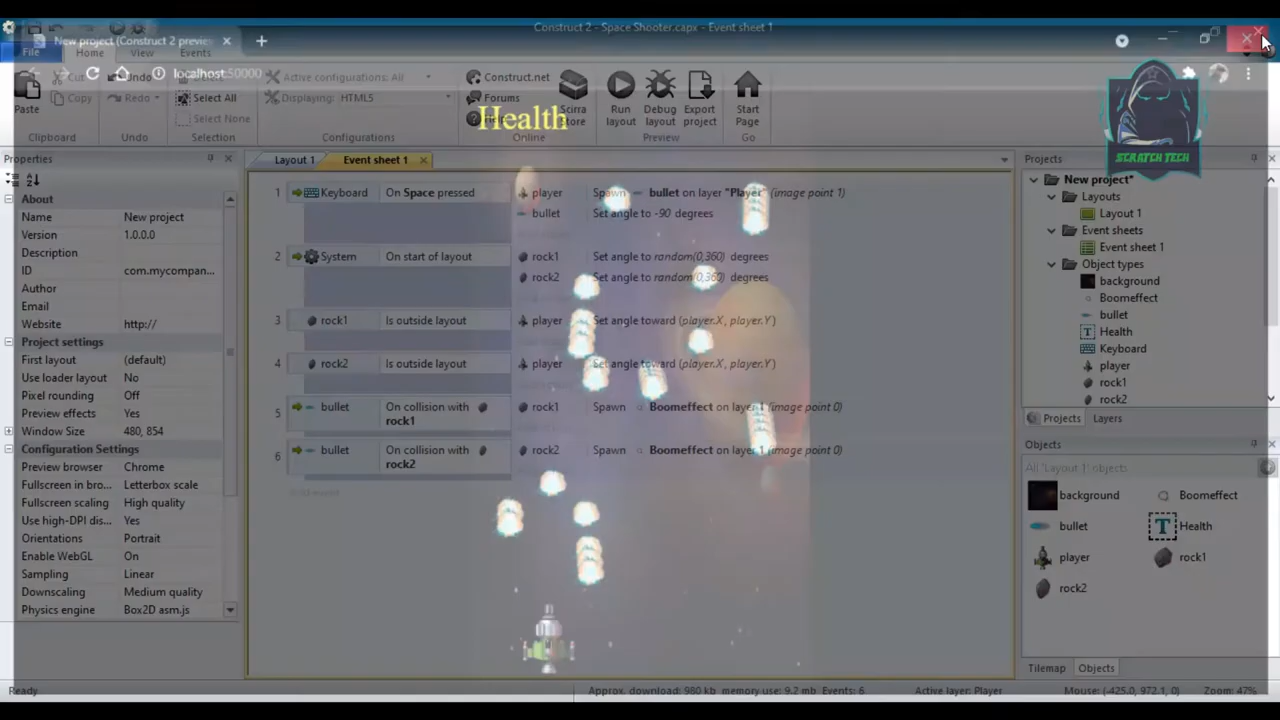 Construct 2 - Space Shooter.capx - Event sheet 1
New project (Construct 2 previe
File Home View Events
localhost:50000
Paste Cut Copy
Undo Redo
Select All
Select None
Active configurations: All
Displaying: HTML5
Construct.net
Forums
Scirra store
Run layout
Debug layout
Export project
Start Page
Clipboard Undo Selection Configurations Online Preview Go
Health
SCRATCH TECH
Properties
About
Name New project
Version 1.0.0.0
Description
ID com.mycompan...
Author
Email
Website http://
Project settings
First layout (default)
Use loader layout No
Pixel rounding Off
Preview effects Yes
Window Size 480, 854
Configuration Settings
Preview browser Chrome
Fullscreen in bro... Letterbox scale
Fullscreen scaling High quality
Use high-DPI dis... Yes
Orientations Portrait
Enable WebGL On
Sampling Linear
Downscaling Medium quality
Physics engine Box2D asm.js
Layout 1 Event sheet 1
1 Keyboard On Space pressed player Spawn bullet on layer "Player" (image point 1)
bullet Set angle to -90 degrees
2 System On start of layout rock1 Set angle to random(0,360) degrees
rock2 Set angle to random(0,360) degrees
3 rock1 Is outside layout player Set angle toward (player.X, player.Y)
4 rock2 Is outside layout player Set angle toward (player.X, player.Y)
5 bullet On collision with rock1 rock1 Spawn Boomeffect on layer 1 (image point 0)
6 bullet On collision with rock2 rock2 Spawn Boomeffect on layer 1 (image point 0)
Add event
Projects
New project*
Layouts
Layout 1
Event sheets
Event sheet 1
Object types
background
Boomeffect
bullet
Health
Keyboard
player
rock1
rock2
Projects Layers
Objects
All 'Layout 1' objects
background Boomeffect
bullet Health
player rock1
rock2
Tilemap Objects
Ready Approx. download: 980 kb memory use: 9.2 mb Events: 6 Active layer: Player Mouse: (-425.0, 972.1, 0) Zoom: 47%